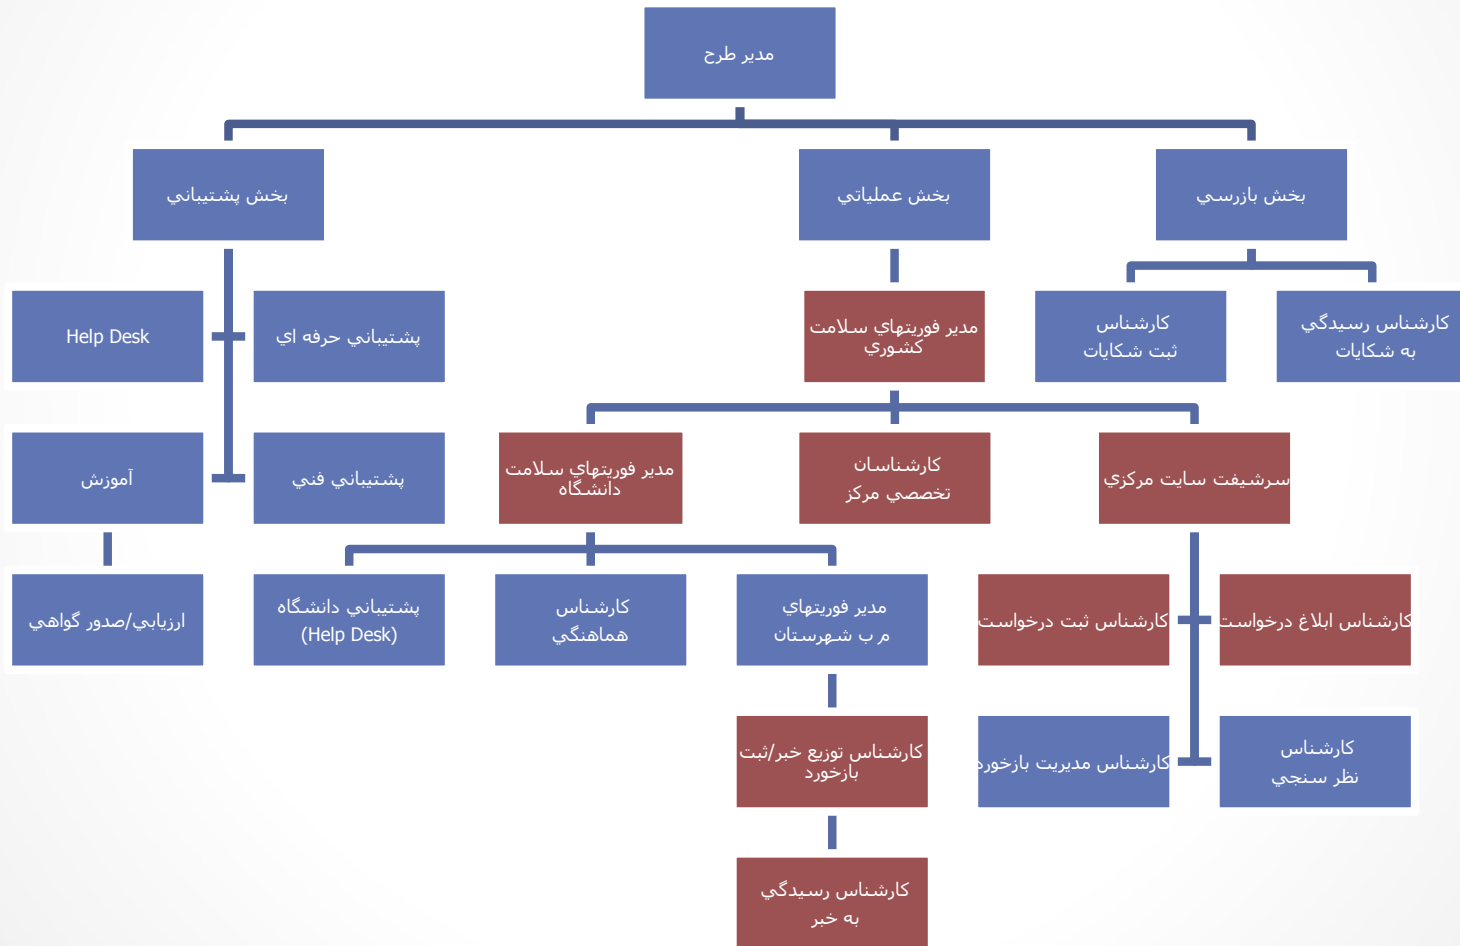 مدير طرح
بخش بازرسي
بخش عملياتي
بخش پشتيباني
كارشناس رسيدگي
به شكايات
كارشناس
ثبت شكايات
مدير فوريتهاي سلامت
كشوري
پشتيباني حرفه اي
Help Desk
سرشيفت سايت مركزي
كارشناسان
تخصصي مركز
مدير فوريتهاي سلامت
دانشگاه
پشتيباني فني
آموزش
كارشناس ابلاغ درخواست
كارشناس ثبت درخواست
مدير فوريتهاي
م ب شهرستان
كارشناس
هماهنگي
پشتيباني دانشگاه
(Help Desk)
ارزيابي/صدور گواهي
كارشناس
نظر سنجي
كارشناس مديريت بازخورد
كارشناس توزيع خبر/ثبت
بازخورد
كارشناس رسيدگي
به خبر